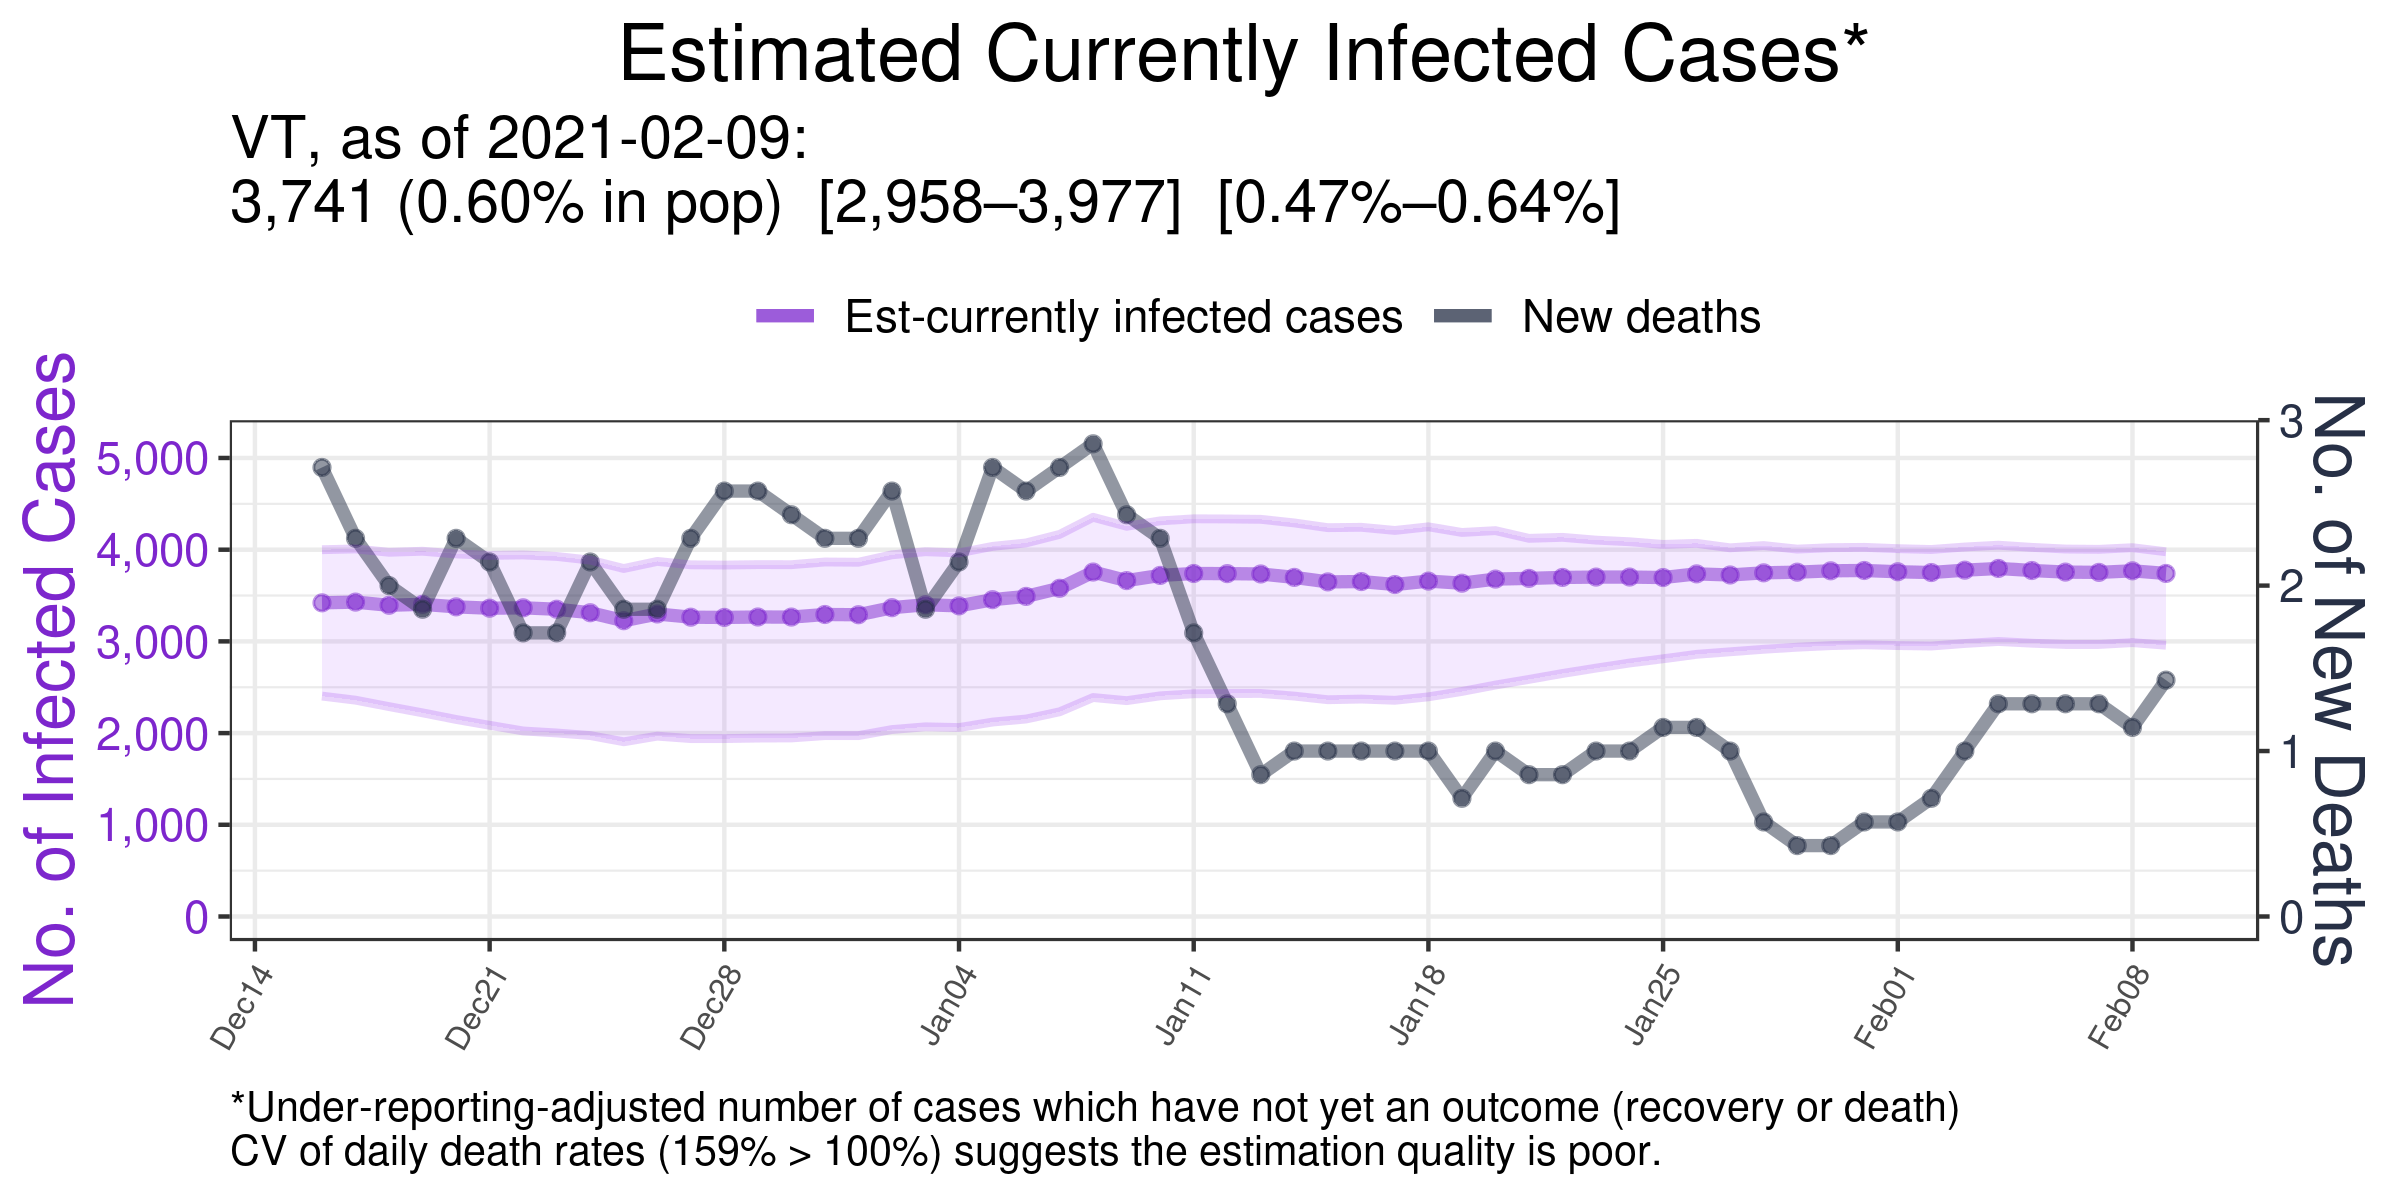 Estimated Currently Infected Cases*
VT, as of 2021-02-09:
3,741 (0.60% in pop)  [2,958–3,977]  [0.47%–0.64%]
Est-currently infected cases
New deaths
No. of Infected Cases
5,000
4,000
3,000
2,000
1,000
0
3
2
1
0
No. of New Deaths
Dec14
Dec21
Dec28
Jan04
Jan11
Jan18
Jan25
Feb01
Feb08
*Under-reporting-adjusted number of cases which have not yet an outcome (recovery or death)
CV of daily death rates (159% > 100%) suggests the estimation quality is poor.